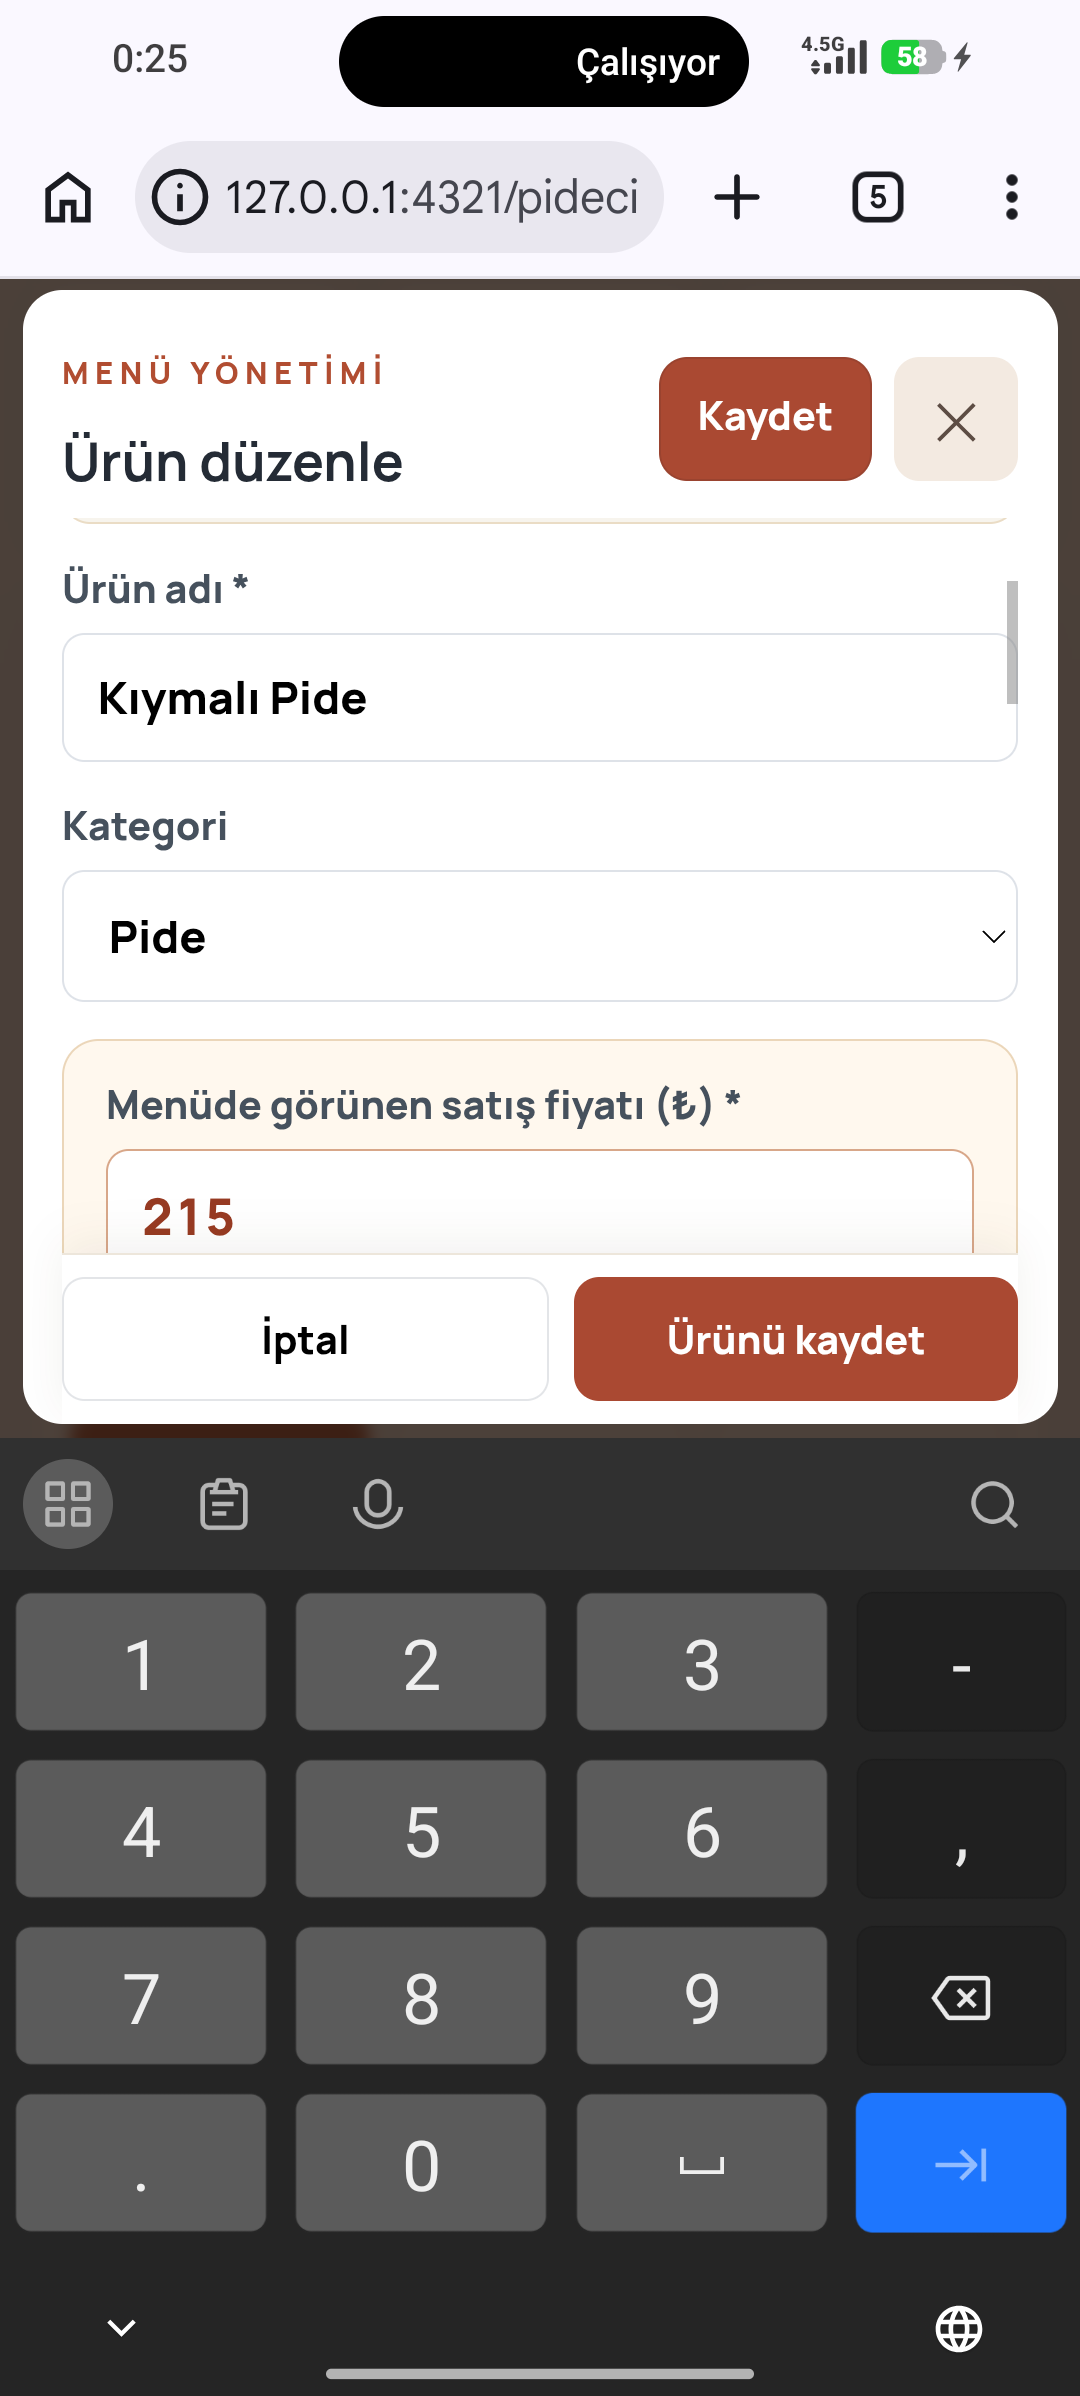 0:25
Çalışıyor
4.5G
58
127.0.0.1:4321/pideci
5
MENÜ YÖNETİMİ
Ürün düzenle
Kaydet
Ürün adı *
Kıymalı Pide
Kategori
Pide
Menüde görünen satış fiyatı (₺) *
215
İptal
Ürünü kaydet
1 2 3 -
4 5 6 ,
7 8 9
. 0